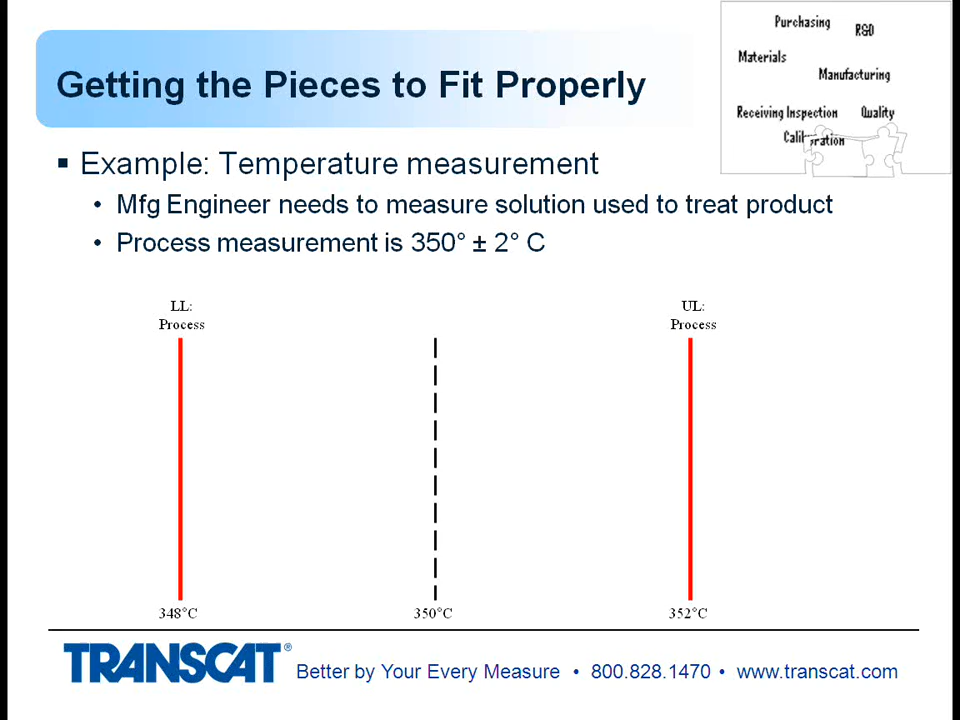 Getting the Pieces to Fit Properly
Purchasing
R&D
Materials
Manufacturing
Receiving Inspection
Quality
Calibration
▪ Example: Temperature measurement
• Mfg Engineer needs to measure solution used to treat product
• Process measurement is 350° ± 2° C
LL:
Process
UL:
Process
348°C
350°C
352°C
TRANSCAT®
Better by Your Every Measure • 800.828.1470 • www.transcat.com